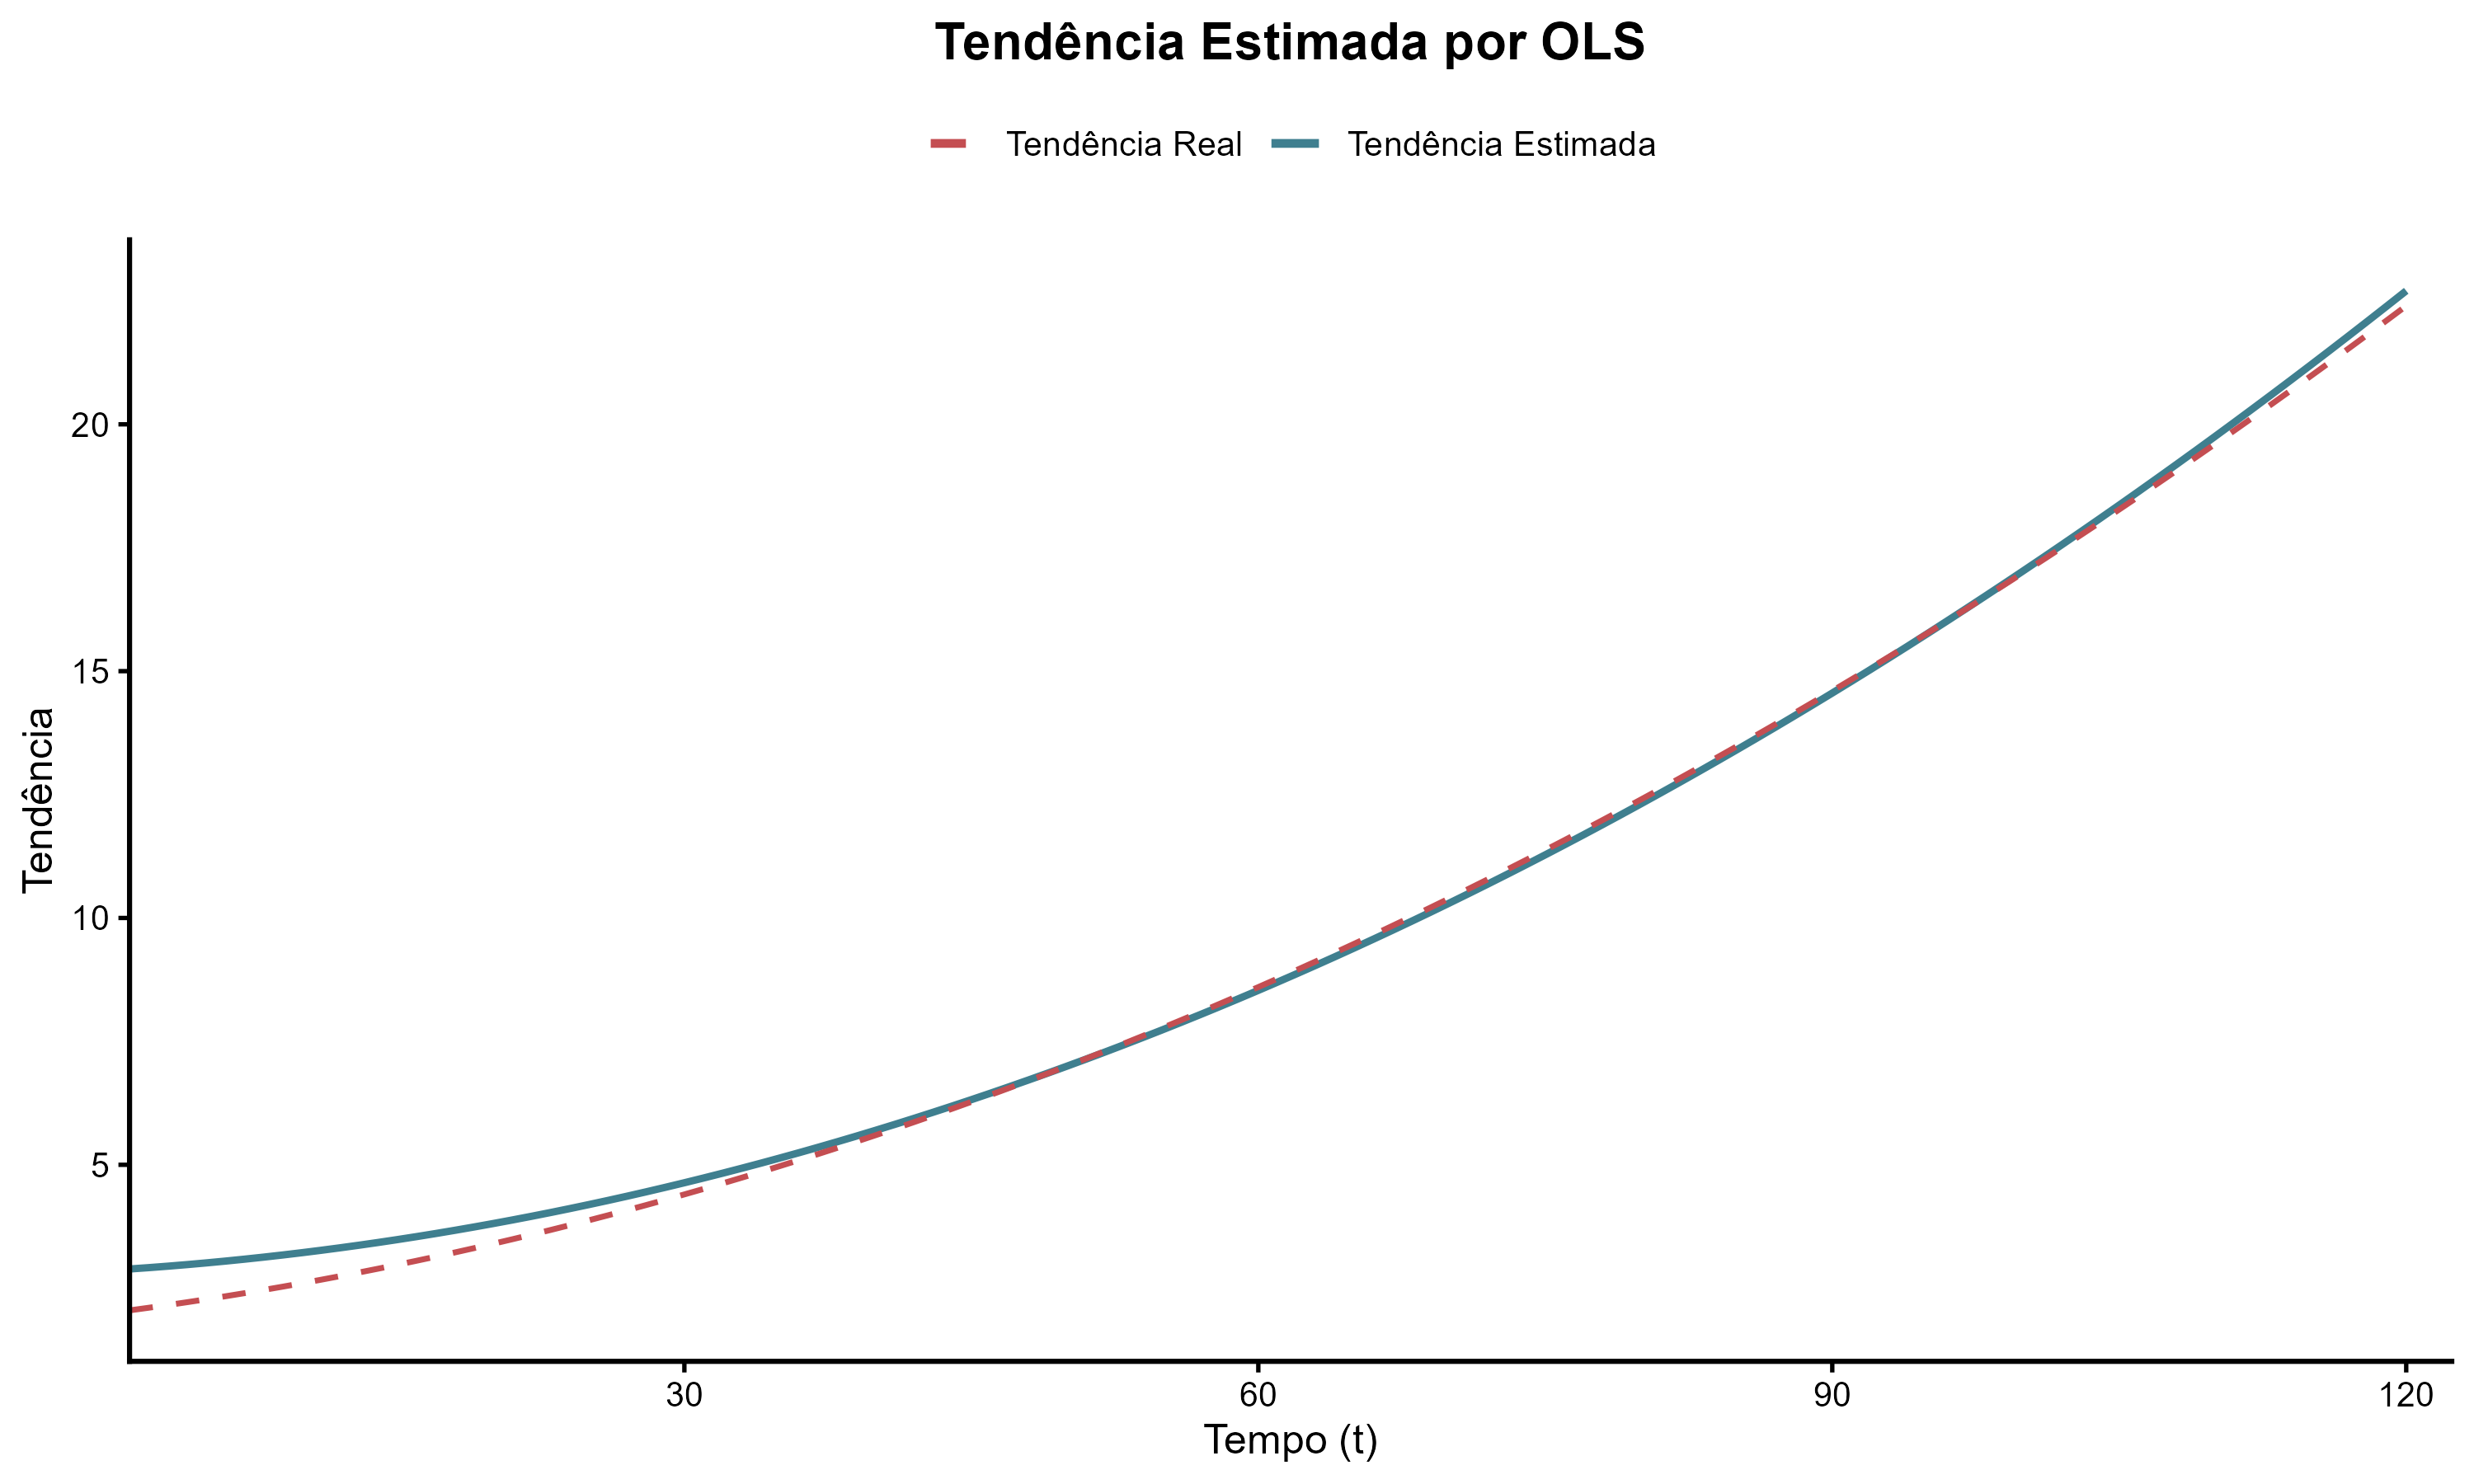 Tendência Estimada por OLS
Tendência Real Tendência Estimada
20
15
10
5
Tendência
30 60 90 120
Tempo (t)